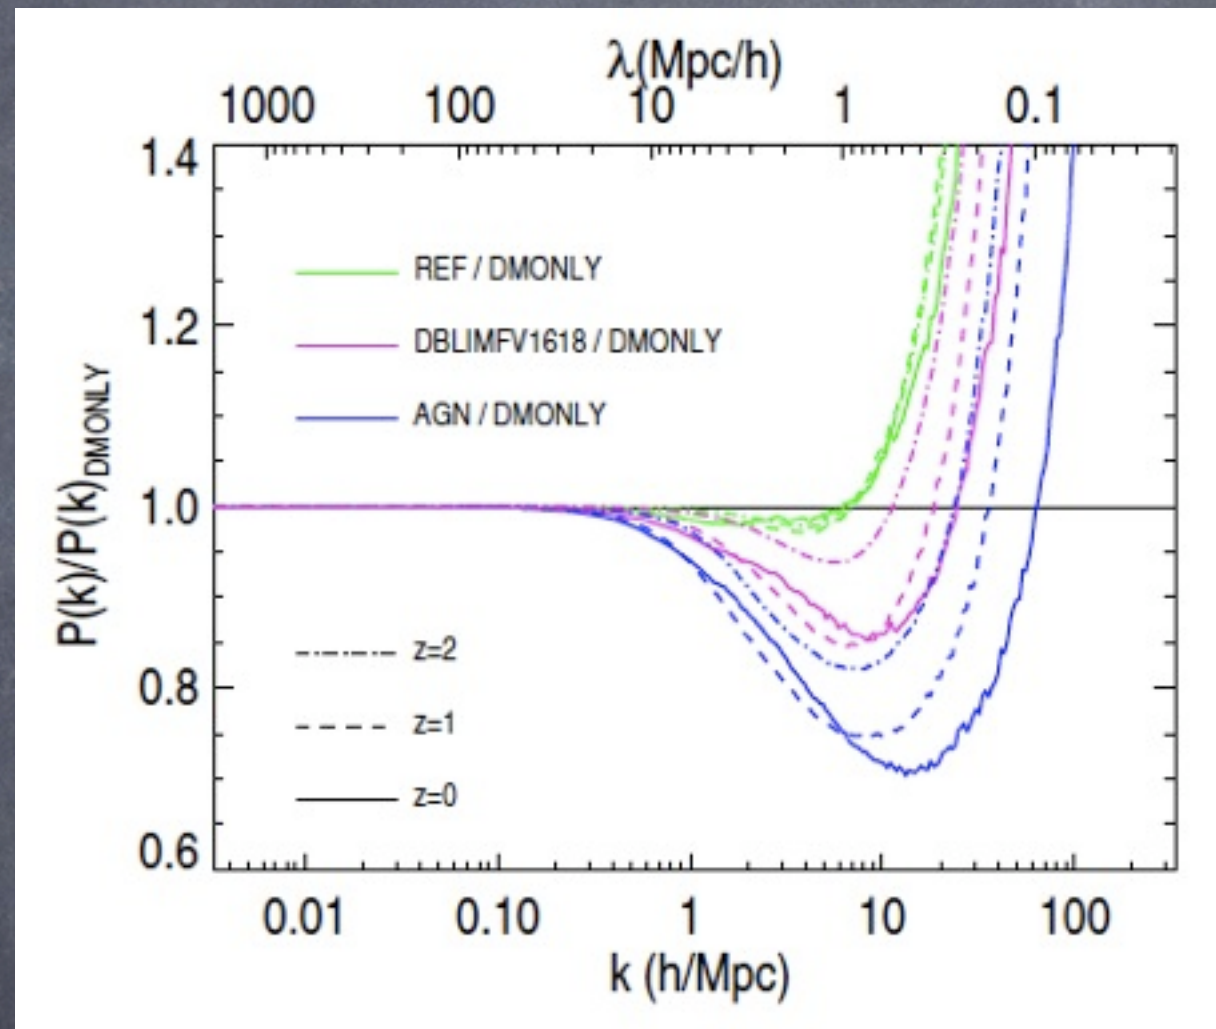 λ(Mpc/h)
1000 100 10 1 0.1
1.4
1.2
1.0
0.8
0.6
P(k)/P(k)DMONLY
REF / DMONLY
DBLIMFV1618 / DMONLY
AGN / DMONLY
z=2
z=1
z=0
0.01 0.10 1 10 100
k (h/Mpc)